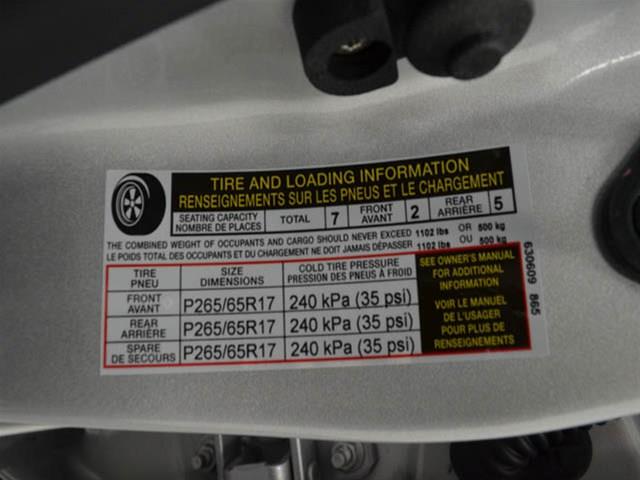 TIRE AND LOADING INFORMATION
RENSEIGNEMENTS SUR LES PNEUS ET LE CHARGEMENT
SEATING CAPACITY
NOMBRE DE PLACES
TOTAL 7
FRONT
AVANT
2
REAR
ARRIÈRE
5
THE COMBINED WEIGHT OF OCCUPANTS AND CARGO SHOULD NEVER EXCEED 1102 lbs OR 500 kg
LE POIDS TOTAL DES OCCUPANTS ET DU CHARGEMENT NE DOIT JAMAIS DÉPASSER 1102 lbs OU 500 kg
TIRE
PNEU
SIZE
DIMENSIONS
COLD TIRE PRESSURE
PRESSION DES PNEUS À FROID
FRONT
AVANT
P265/65R17 240 kPa (35 psi)
REAR
ARRIÈRE
P265/65R17 240 kPa (35 psi)
SPARE
DE SECOURS
P265/65R17 240 kPa (35 psi)
SEE OWNER'S MANUAL
FOR ADDITIONAL
INFORMATION
VOIR LE MANUEL
DE L'USAGER
POUR PLUS DE
RENSEIGNEMENTS
630609 865